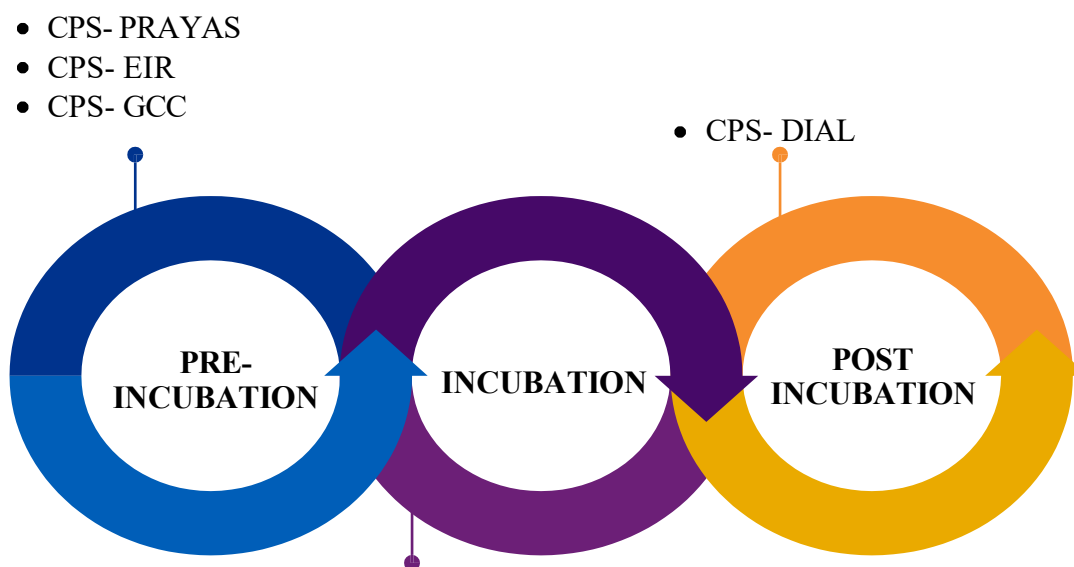 • CPS- PRAYAS
• CPS- EIR
• CPS- GCC
• CPS- DIAL
PRE-
INCUBATION
INCUBATION
POST
INCUBATION